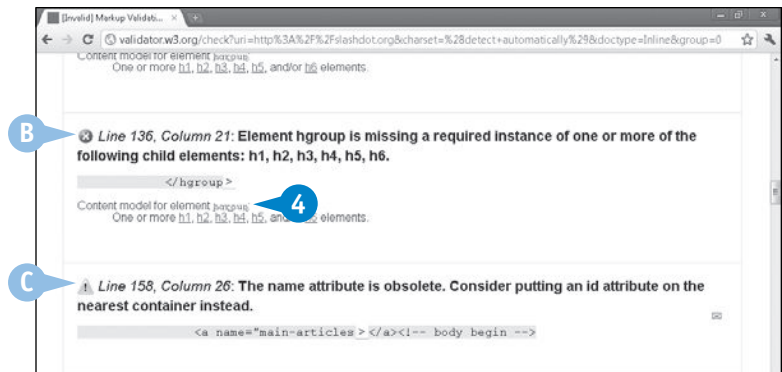 [Invalid] Markup Validati...
validator.w3.org/check?uri=http%3A%2F%2Fslashdot.org&charset=%28detect+automatically%29&doctype=Inline&group=0
Content model for element hgroup:
One or more h1, h2, h3, h4, h5, and/or h6 elements.
B
Line 136, Column 21: Element hgroup is missing a required instance of one or more of the
following child elements: h1, h2, h3, h4, h5, h6.
</hgroup>
Content model for element hgroup:
4
One or more h1, h2, h3, h4, h5, elements.
C
Line 158, Column 26: The name attribute is obsolete. Consider putting an id attribute on the
nearest container instead.
<a name="main-articles></a><!-- body begin -->